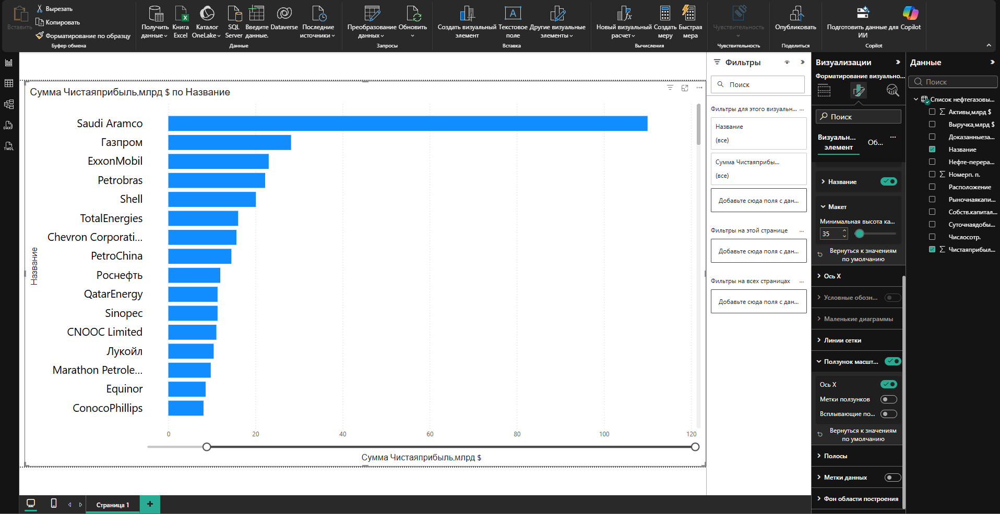 Вставить
Вырезать
Копировать
Форматирование по образцу
Буфер обмена
Получить
данные
Книга
Excel
Каталог
OneLake
SQL
Server
Введите
данные.
Dataverse
Последние
источники
Данные
Преобразование
данных
Обновить
Запросы
Создать визуальный
элемент
Текстовое
поле
Другие визуальные
элементы
Вставка
Новый визуальный
расчет
Создать
меру
Быстрая
мера
Вычисления
Чувствительность
Чувствительность
Опубликовать
Поделиться
Подготовить данные для
ИИ
Copilot
Copilot
DAX
TMDL
Сумма Чистаяприбыль,млрд $ по Название
Название
Saudi Aramco
Газпром
ExxonMobil
Petrobras
Shell
TotalEnergies
Chevron Corporati...
PetroChina
Роснефть
QatarEnergy
Sinopec
CNOOC Limited
Лукойл
Marathon Petrole...
Equinor
ConocoPhillips
0 20 40 60 80 100 120
Сумма Чистаяприбыль,млрд $
Фильтры
Поиск
Фильтры для этого визуальн...
Название
(все)
Сумма Чистаяприбы...
(все)
Добавьте сюда поля с дан...
Фильтры на этой странице
Добавьте сюда поля с дан...
Фильтры на всех страницах
Добавьте сюда поля с дан...
Визуализации
Форматирование визуально...
Поиск
Визуальн...
элемент
Об...
Название
Макет
Минимальная высота ка...
35
Вернуться к значениям
по умолчанию
Ось X
Условные обозн...
Маленькие диаграммы
Линии сетки
Ползунок масшт...
Ось X
Метки ползунков
Всплывающие по...
Вернуться к значениям
по умолчанию
Полосы
Метки данных
Фон области построения
Данные
Поиск
Список нефтегазовы...
Активы,млрд $
Выручка,млрд $
Доказанныеза...
Название
Нефте-перера...
Номерп. п.
Расположение
Рыночнаякапи...
Собств.капитал...
Суточнаядобы...
Числосотр.
Чистаяприбыл...
Страница 1